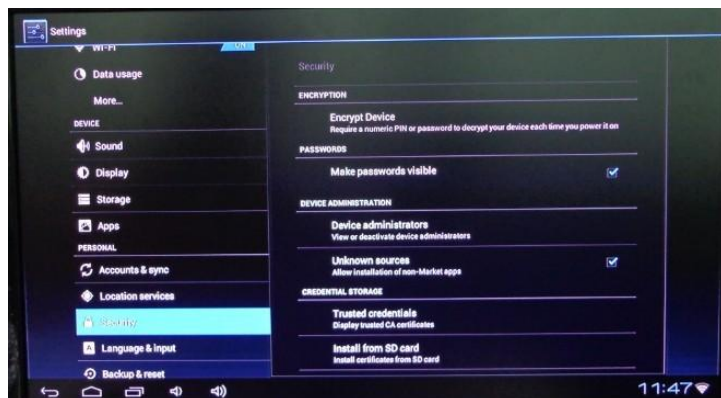 Settings
Wi-Fi ON
Data usage
More...
DEVICE
Sound
Display
Storage
Apps
PERSONAL
Accounts & sync
Location services
Security
Language & input
Backup & reset
Security
ENCRYPTION
Encrypt Device
Require a numeric PIN or password to decrypt your device each time you power it on
PASSWORDS
Make passwords visible
DEVICE ADMINISTRATION
Device administrators
View or deactivate device administrators
Unknown sources
Allow installation of non-Market apps
CREDENTIAL STORAGE
Trusted credentials
Display trusted CA certificates
Install from SD card
Install certificates from SD card
11:47